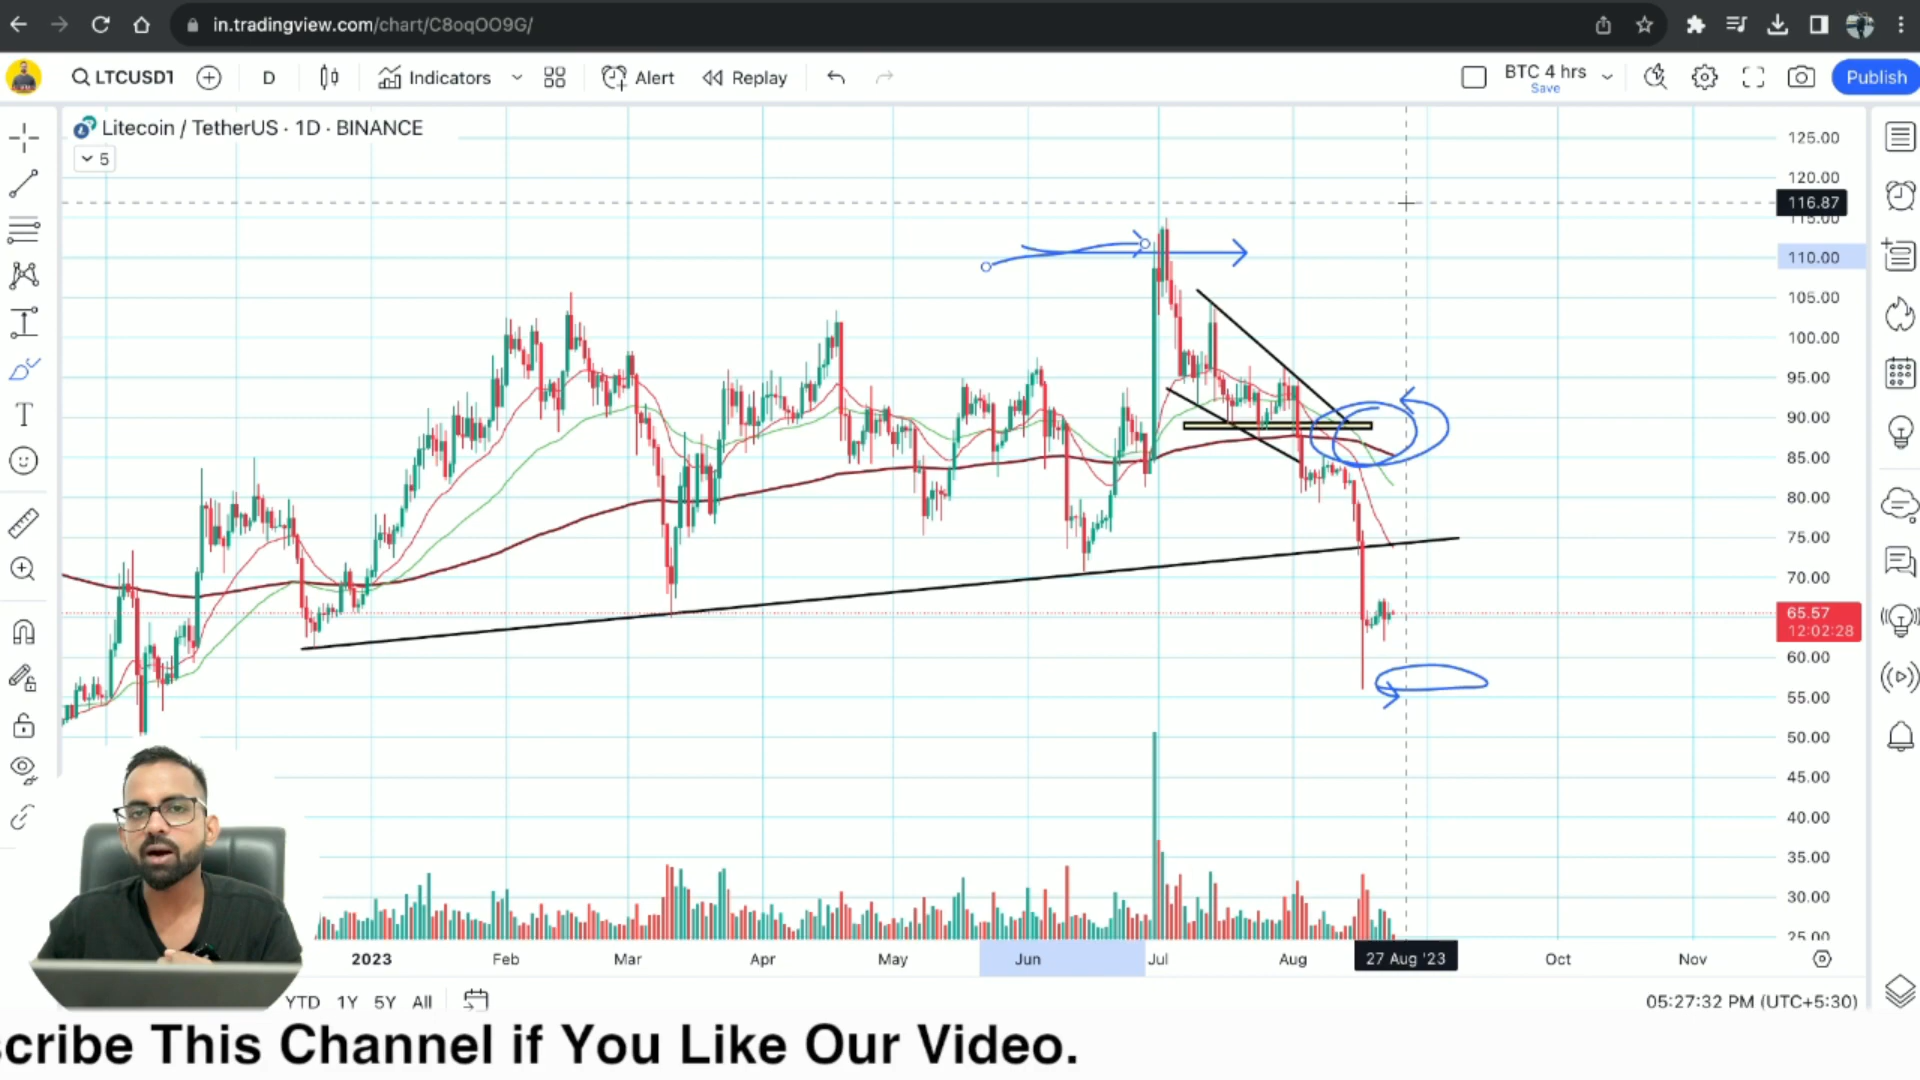 in.tradingview.com/chart/C8oqOO9G/
LTCUSDT
D
Indicators
Alert
Replay
BTC 4 hrs
Save
Publish
Litecoin / TetherUS · 1D · BINANCE
5
125.00
120.00
116.87
115.00
110.00
105.00
100.00
95.00
90.00
85.00
80.00
75.00
70.00
65.57
12:02:28
60.00
55.00
50.00
45.00
40.00
35.00
30.00
25.00
2023
Feb
Mar
Apr
May
Jun
Jul
Aug
27 Aug '23
Oct
Nov
YTD 1Y 5Y All
05:27:32 PM (UTC+5:30)
scribe This Channel if You Like Our Video.